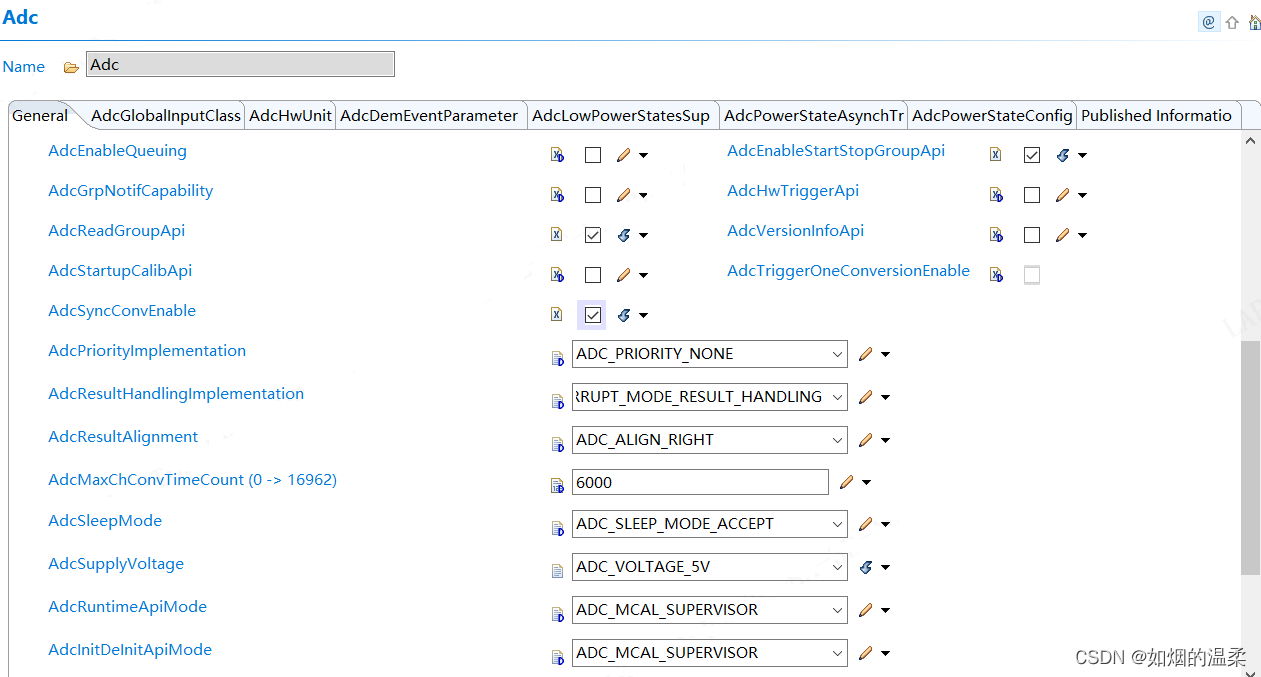 Adc
Name Adc
General AdcGlobalInputClass AdcHwUnit AdcDemEventParameter AdcLowPowerStatesSup AdcPowerStateAsynchTr AdcPowerStateConfig Published Informatio
AdcEnableQueuing AdcEnableStartStopGroupApi
AdcGrpNotifCapability AdcHwTriggerApi
AdcReadGroupApi AdcVersionInfoApi
AdcStartupCalibApi AdcTriggerOneConversionEnable
AdcSyncConvEnable
AdcPriorityImplementation ADC_PRIORITY_NONE
AdcResultHandlingImplementation RRUPT_MODE_RESULT_HANDLING
AdcResultAlignment ADC_ALIGN_RIGHT
AdcMaxChConvTimeCount (0 -> 16962) 6000
AdcSleepMode ADC_SLEEP_MODE_ACCEPT
AdcSupplyVoltage ADC_VOLTAGE_5V
AdcRuntimeApiMode ADC_MCAL_SUPERVISOR
AdcInitDeInitApiMode ADC_MCAL_SUPERVISOR
CSDN @如烟的温柔